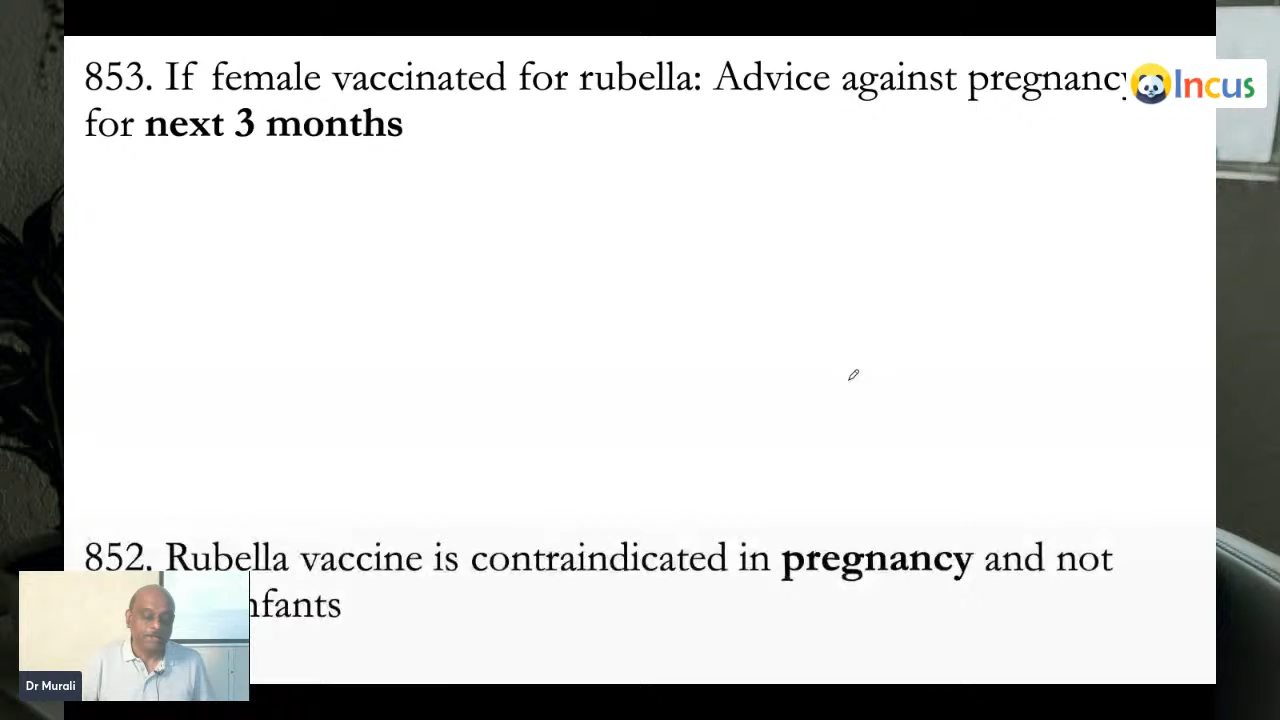 853. If female vaccinated for rubella: Advice against pregnancy
Incus
for next 3 months
852. Rubella vaccine is contraindicated in pregnancy and not
nfants
Dr Murali